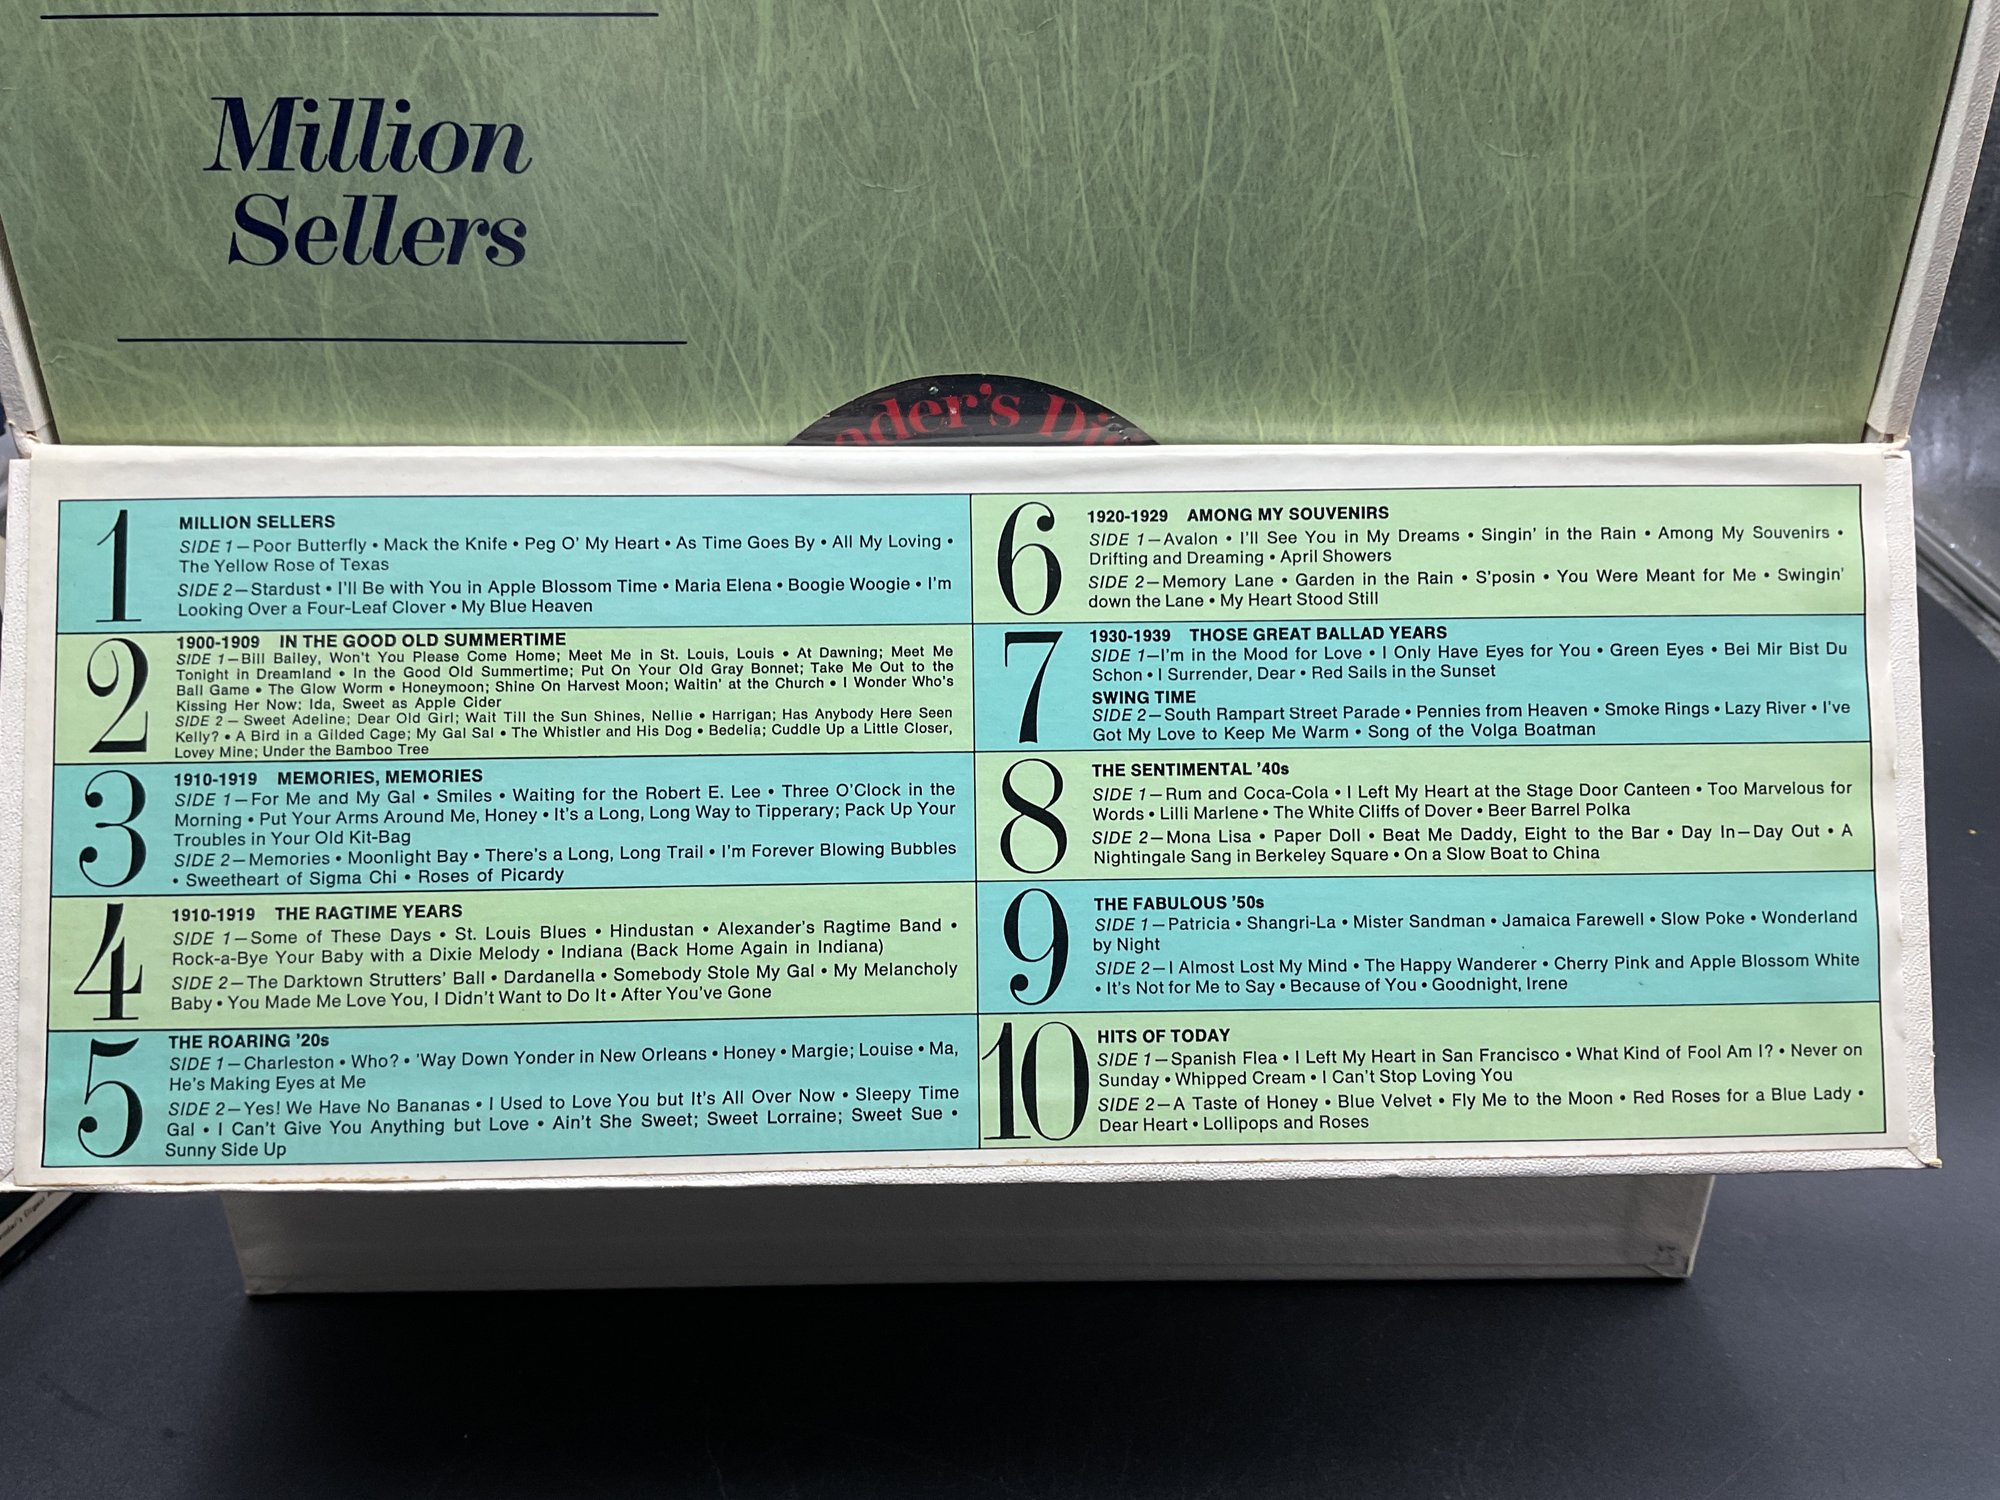 Million
Sellers
der's Di
1
MILLION SELLERS
SIDE 1—Poor Butterfly • Mack the Knife • Peg O' My Heart • As Time Goes By • All My Loving •
The Yellow Rose of Texas
SIDE 2—Stardust • I'll Be with You in Apple Blossom Time • Maria Elena • Boogie Woogie • I'm
Looking Over a Four-Leaf Clover • My Blue Heaven
2
1900-1909 IN THE GOOD OLD SUMMERTIME
SIDE 1—Bill Bailey, Won't You Please Come Home; Meet Me in St. Louis, Louis • At Dawning; Meet Me
Tonight in Dreamland • In the Good Old Summertime; Put On Your Old Gray Bonnet; Take Me Out to the
Ball Game • The Glow Worm • Honeymoon; Shine On Harvest Moon; Waitin' at the Church • I Wonder Who's
Kissing Her Now: Ida, Sweet as Apple Cider
SIDE 2—Sweet Adeline; Dear Old Girl; Wait Till the Sun Shines, Nellie • Harrigan; Has Anybody Here Seen
Kelly? • A Bird in a Gilded Cage; My Gal Sal • The Whistler and His Dog • Bedelia; Cuddle Up a Little Closer,
Lovey Mine; Under the Bamboo Tree
3
1910-1919 MEMORIES, MEMORIES
SIDE 1—For Me and My Gal • Smiles • Waiting for the Robert E. Lee • Three O'Clock in the
Morning • Put Your Arms Around Me, Honey • It's a Long, Long Way to Tipperary; Pack Up Your
Troubles in Your Old Kit-Bag
SIDE 2—Memories • Moonlight Bay • There's a Long, Long Trail • I'm Forever Blowing Bubbles
• Sweetheart of Sigma Chi • Roses of Picardy
4
1910-1919 THE RAGTIME YEARS
SIDE 1—Some of These Days • St. Louis Blues • Hindustan • Alexander's Ragtime Band •
Rock-a-Bye Your Baby with a Dixie Melody • Indiana (Back Home Again in Indiana)
SIDE 2—The Darktown Strutters' Ball • Dardanella • Somebody Stole My Gal • My Melancholy
Baby • You Made Me Love You, I Didn't Want to Do It • After You've Gone
5
THE ROARING '20s
SIDE 1—Charleston • Who? • 'Way Down Yonder in New Orleans • Honey • Margie; Louise • Ma,
He's Making Eyes at Me
SIDE 2—Yes! We Have No Bananas • I Used to Love You but It's All Over Now • Sleepy Time
Gal • I Can't Give You Anything but Love • Ain't She Sweet; Sweet Lorraine; Sweet Sue •
Sunny Side Up
6
1920-1929 AMONG MY SOUVENIRS
SIDE 1—Avalon • I'll See You in My Dreams • Singin' in the Rain • Among My Souvenirs •
Drifting and Dreaming • April Showers
SIDE 2—Memory Lane • Garden in the Rain • S'posin • You Were Meant for Me • Swingin'
down the Lane • My Heart Stood Still
7
1930-1939 THOSE GREAT BALLAD YEARS
SIDE 1—I'm in the Mood for Love • I Only Have Eyes for You • Green Eyes • Bei Mir Bist Du
Schon • I Surrender, Dear • Red Sails in the Sunset
SWING TIME
SIDE 2—South Rampart Street Parade • Pennies from Heaven • Smoke Rings • Lazy River • I've
Got My Love to Keep Me Warm • Song of the Volga Boatman
8
THE SENTIMENTAL '40s
SIDE 1—Rum and Coca-Cola • I Left My Heart at the Stage Door Canteen • Too Marvelous for
Words • Lilli Marlene • The White Cliffs of Dover • Beer Barrel Polka
SIDE 2—Mona Lisa • Paper Doll • Beat Me Daddy, Eight to the Bar • Day In—Day Out • A
Nightingale Sang in Berkeley Square • On a Slow Boat to China
9
THE FABULOUS '50s
SIDE 1—Patricia • Shangri-La • Mister Sandman • Jamaica Farewell • Slow Poke • Wonderland
by Night
SIDE 2—I Almost Lost My Mind • The Happy Wanderer • Cherry Pink and Apple Blossom White
• It's Not for Me to Say • Because of You • Goodnight, Irene
10
HITS OF TODAY
SIDE 1—Spanish Flea • I Left My Heart in San Francisco • What Kind of Fool Am I? • Never on
Sunday • Whipped Cream • I Can't Stop Loving You
SIDE 2—A Taste of Honey • Blue Velvet • Fly Me to the Moon • Red Roses for a Blue Lady •
Dear Heart • Lollipops and Roses